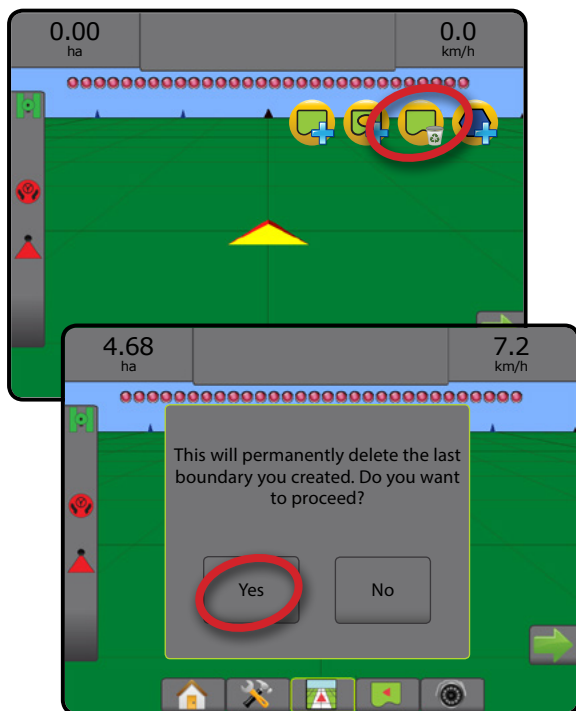 0.00
ha
0.0
km/h
4.68
ha
7.2
km/h
This will permanently delete the last
boundary you created. Do you want
to proceed?
Yes
No